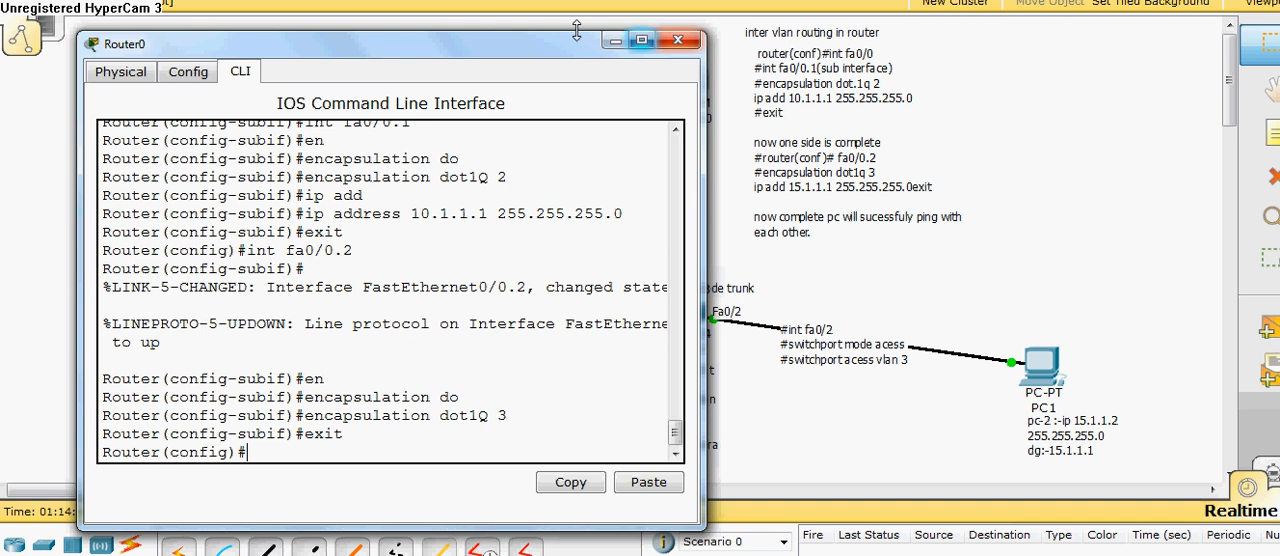 Unregistered HyperCam 3
New Cluster
Move Object
Set Tiled Background
Router0
Physical
Config
CLI
IOS Command Line Interface
Router(config-subif)#int fa0/0.1
Router(config-subif)#en
Router(config-subif)#encapsulation do
Router(config-subif)#encapsulation dot1Q 2
Router(config-subif)#ip add
Router(config-subif)#ip address 10.1.1.1 255.255.255.0
Router(config-subif)#exit
Router(config)#int fa0/0.2
Router(config-subif)#
%LINK-5-CHANGED: Interface FastEthernet0/0.2, changed state
%LINEPROTO-5-UPDOWN: Line protocol on Interface FastEtherne
to up
Router(config-subif)#en
Router(config-subif)#encapsulation do
Router(config-subif)#encapsulation dot1Q 3
Router(config-subif)#exit
Router(config)#
Copy
Paste
inter vlan routing in router
router(conf)#int fa0/0
#int fa0/0.1(sub interface)
#encapsulation dot.1q 2
ip add 10.1.1.1 255.255.255.0
#exit
now one side is complete
#router(conf)# fa0/0.2
#encapsulation dot1q 3
ip add 15.1.1.1 255.255.255.0exit
now complete pc will sucessfuly ping with
each other.
de trunk
Fa0/2
#int fa0/2
#switchport mode acess
#switchport acess vlan 3
PC-PT
PC1
pc-2 :-ip 15.1.1.2
255.255.255.0
dg:-15.1.1.1
Time: 01:14:
Realtime
Scenario 0
Fire
Last Status
Source
Destination
Type
Color
Time (sec)
Periodic